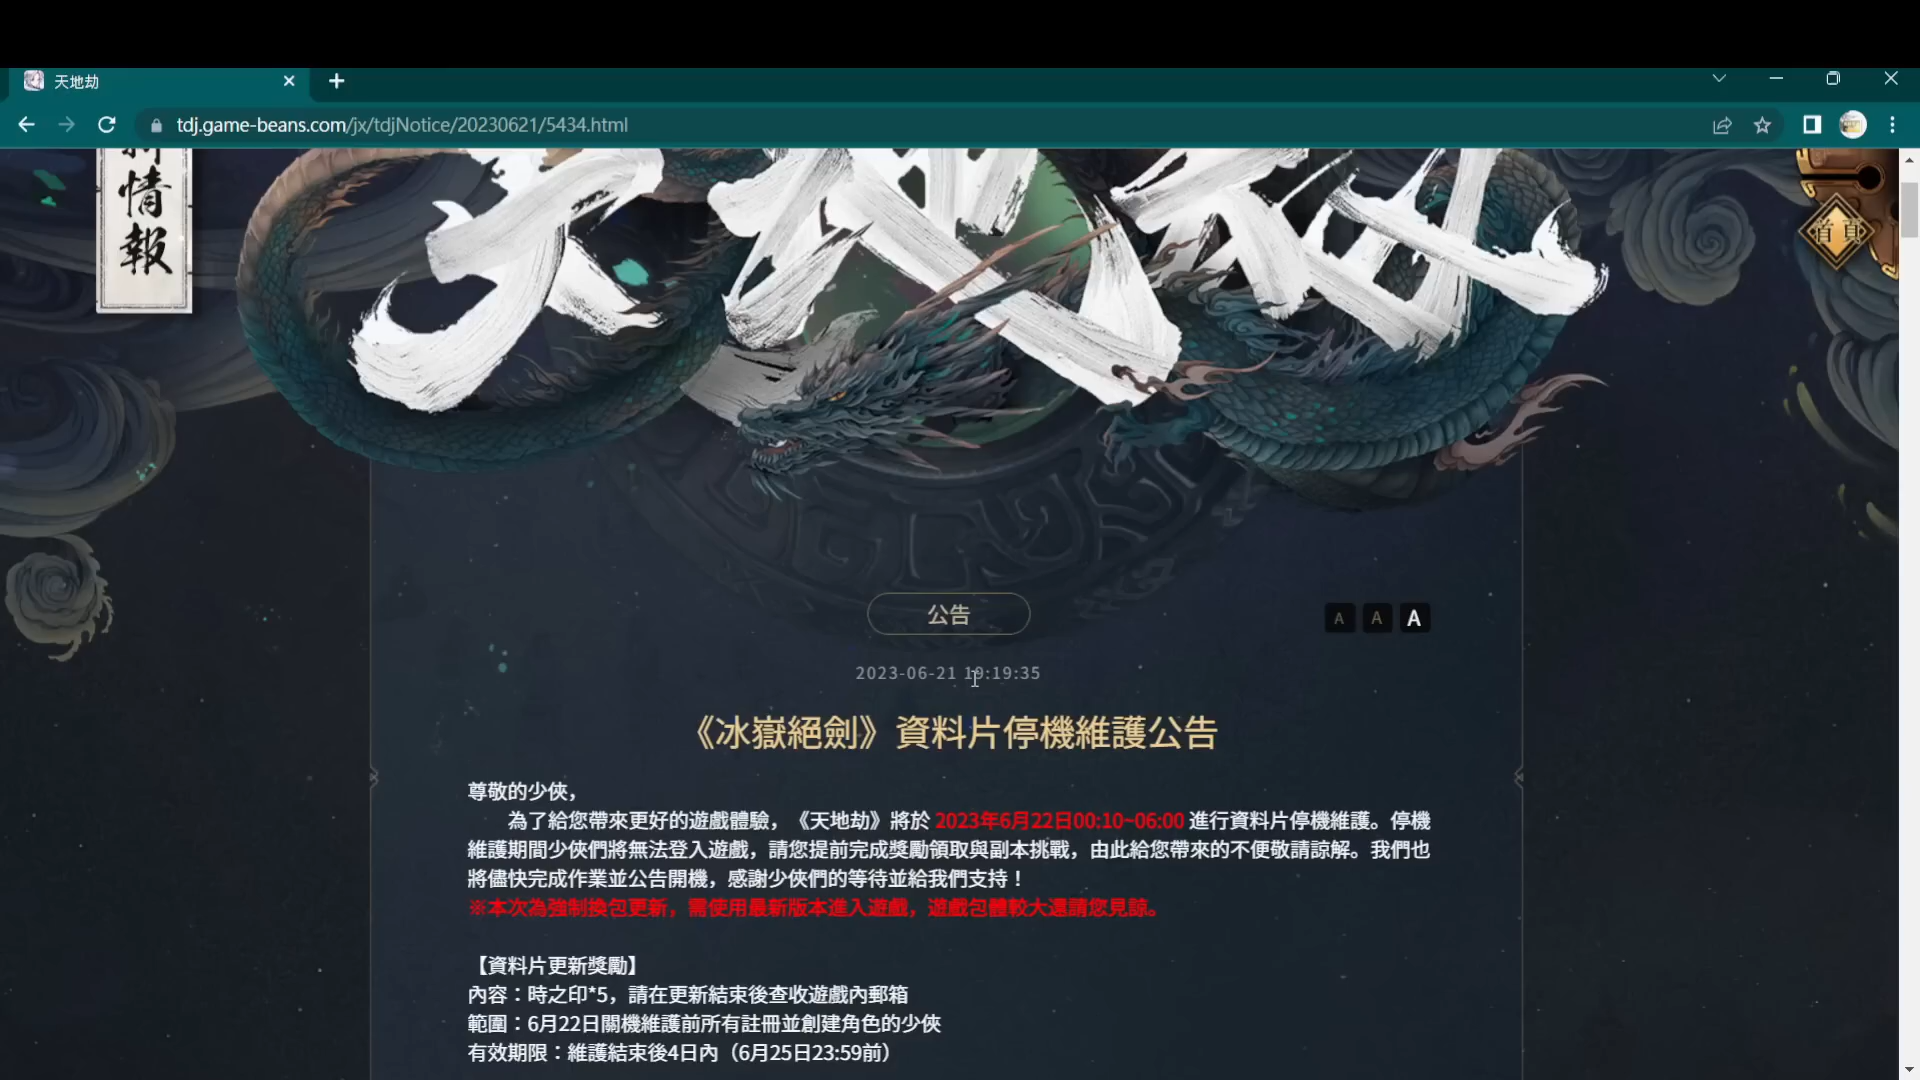 天地劫
tdj.game-beans.com/jx/tdjNotice/20230621/5434.html
情報
天地劫
首頁
公告
A A A
2023-06-21 19:19:35
《冰嶽絕劍》資料片停機維護公告
尊敬的少俠，
為了給您帶來更好的遊戲體驗，《天地劫》將於 2023年6月22日00:10~06:00 進行資料片停機維護。停機
維護期間少俠們將無法登入遊戲，請您提前完成獎勵領取與副本挑戰，由此給您帶來的不便敬請諒解。我們也
將儘快完成作業並公告開機，感謝少俠們的等待並給我們支持！
※本次為強制換包更新，需使用最新版本進入遊戲，遊戲包體較大還請您見諒。
【資料片更新獎勵】
內容：時之印*5，請在更新結束後查收遊戲內郵箱
範圍：6月22日關機維護前所有註冊並創建角色的少俠
有效期限：維護結束後4日內（6月25日23:59前）